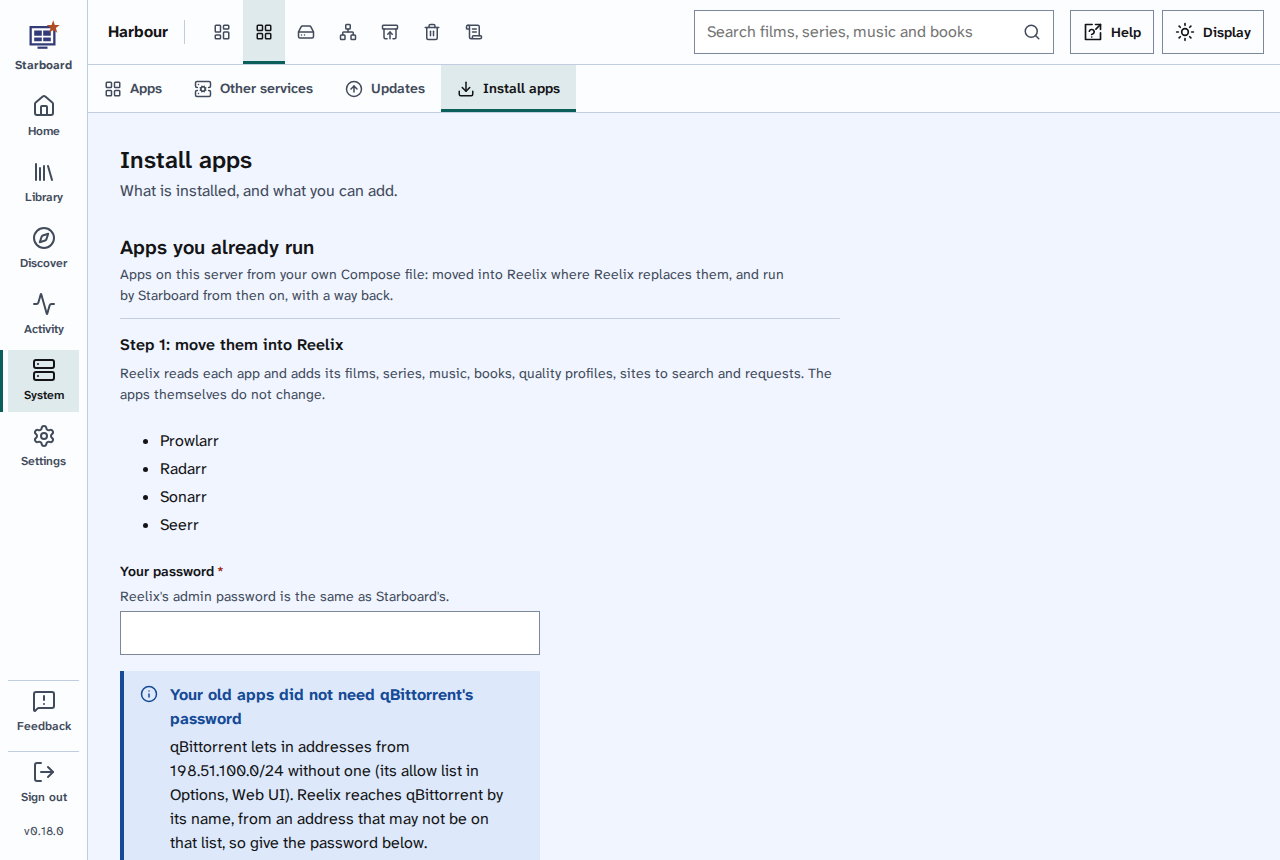 Starboard
Home
Library
Discover
Activity
System
Settings
Feedback
Sign out
v0.18.0
Harbour
Search films, series, music and books
Help
Display
Apps
Other services
Updates
Install apps
Install apps
What is installed, and what you can add.
Apps you already run
Apps on this server from your own Compose file: moved into Reelix where Reelix replaces them, and run
by Starboard from then on, with a way back.
Step 1: move them into Reelix
Reelix reads each app and adds its films, series, music, books, quality profiles, sites to search and requests. The
apps themselves do not change.
• Prowlarr
• Radarr
• Sonarr
• Seerr
Your password *
Reelix's admin password is the same as Starboard's.
Your old apps did not need qBittorrent's
password
qBittorrent lets in addresses from
198.51.100.0/24 without one (its allow list in
Options, Web UI). Reelix reaches qBittorrent by
its name, from an address that may not be on
that list, so give the password below.